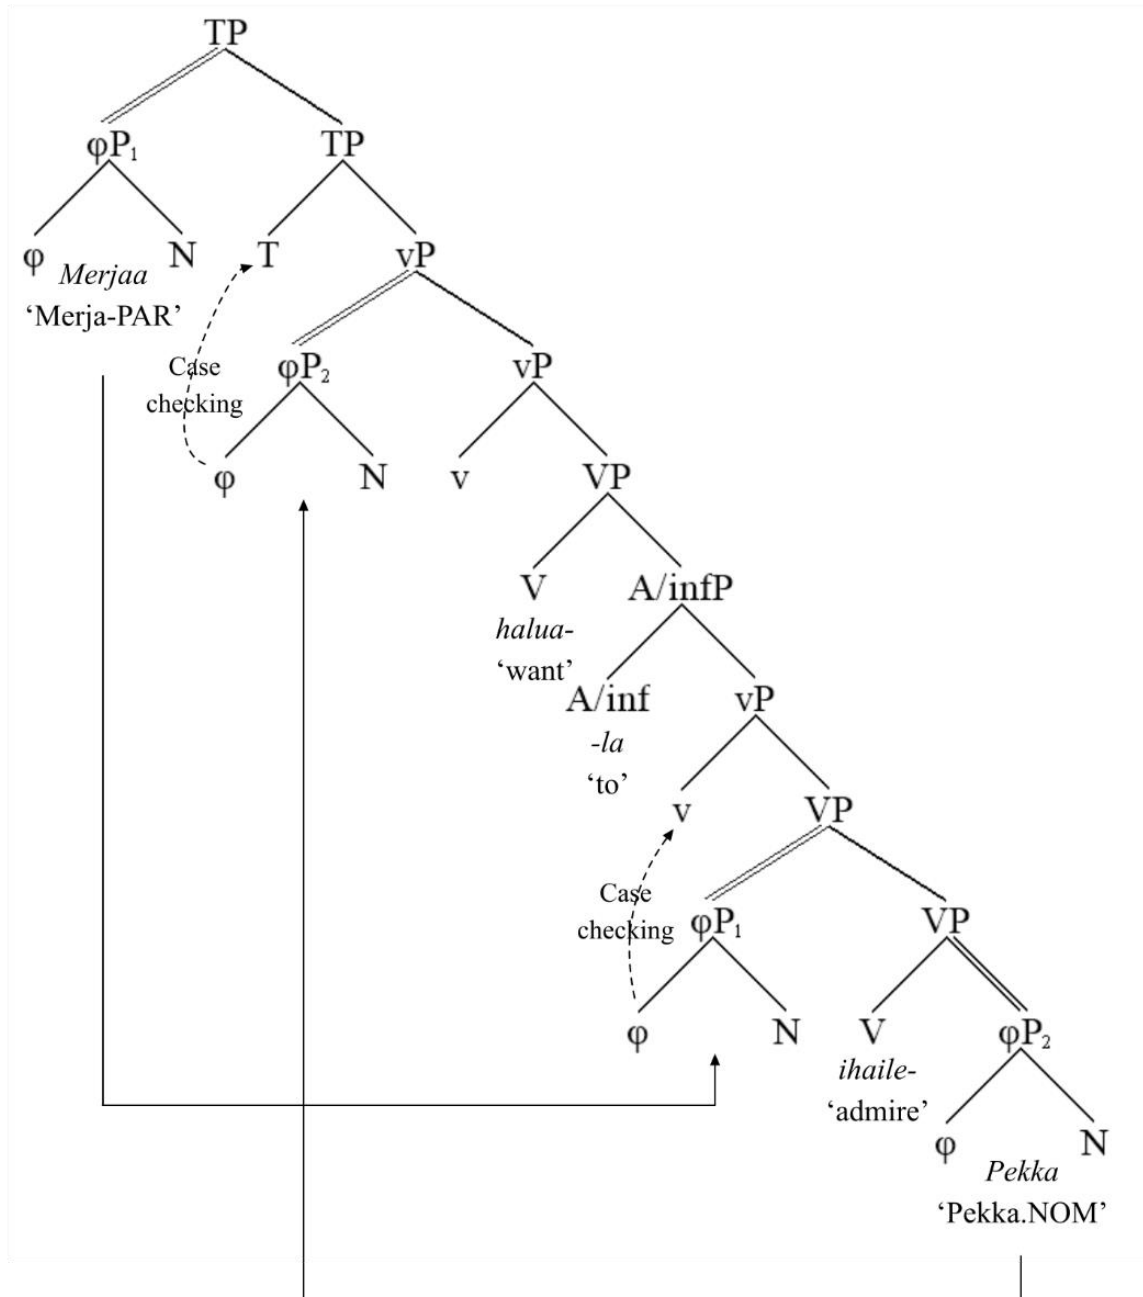 TP
φP₁ TP
φ N T vP
Merjaa
‘Merja-PAR’
Case
checking
φP₂ vP
φ N v VP
V A/infP
halua-
‘want’
A/inf vP
-la
‘to’
v VP
Case
checking
φP₁ VP
φ N V φP₂
ihaile-
‘admire’
φ N
Pekka
‘Pekka.NOM’